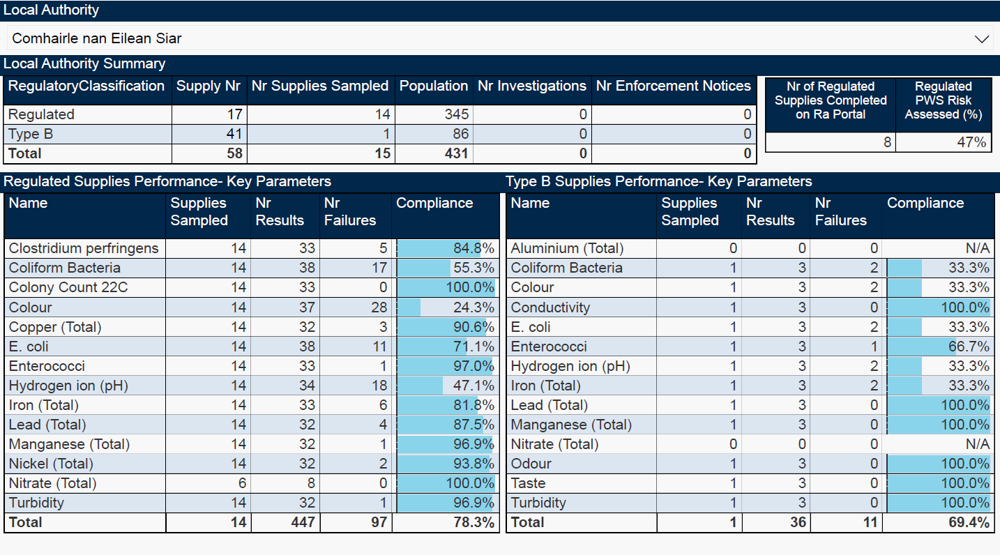 Local Authority
Comhairle nan Eilean Siar
Local Authority Summary
RegulatoryClassification Supply Nr Nr Supplies Sampled Population Nr Investigations Nr Enforcement Notices
Regulated 17 14 345 0 0
Type B 41 1 86 0 0
Total 58 15 431 0 0
Nr of Regulated Supplies Completed on Ra Portal Regulated PWS Risk Assessed (%)
8 47%
Regulated Supplies Performance- Key Parameters
Name Supplies Sampled Nr Results Nr Failures Compliance
Clostridium perfringens 14 33 5 84.8%
Coliform Bacteria 14 38 17 55.3%
Colony Count 22C 14 33 0 100.0%
Colour 14 37 28 24.3%
Copper (Total) 14 32 3 90.6%
E. coli 14 38 11 71.1%
Enterococci 14 33 1 97.0%
Hydrogen ion (pH) 14 34 18 47.1%
Iron (Total) 14 33 6 81.8%
Lead (Total) 14 32 4 87.5%
Manganese (Total) 14 32 1 96.9%
Nickel (Total) 14 32 2 93.8%
Nitrate (Total) 6 8 0 100.0%
Turbidity 14 32 1 96.9%
Total 14 447 97 78.3%
Type B Supplies Performance- Key Parameters
Name Supplies Sampled Nr Results Nr Failures Compliance
Aluminium (Total) 0 0 0 N/A
Coliform Bacteria 1 3 2 33.3%
Colour 1 3 2 33.3%
Conductivity 1 3 0 100.0%
E. coli 1 3 2 33.3%
Enterococci 1 3 1 66.7%
Hydrogen ion (pH) 1 3 2 33.3%
Iron (Total) 1 3 2 33.3%
Lead (Total) 1 3 0 100.0%
Manganese (Total) 1 3 0 100.0%
Nitrate (Total) 0 0 0 N/A
Odour 1 3 0 100.0%
Taste 1 3 0 100.0%
Turbidity 1 3 0 100.0%
Total 1 36 11 69.4%